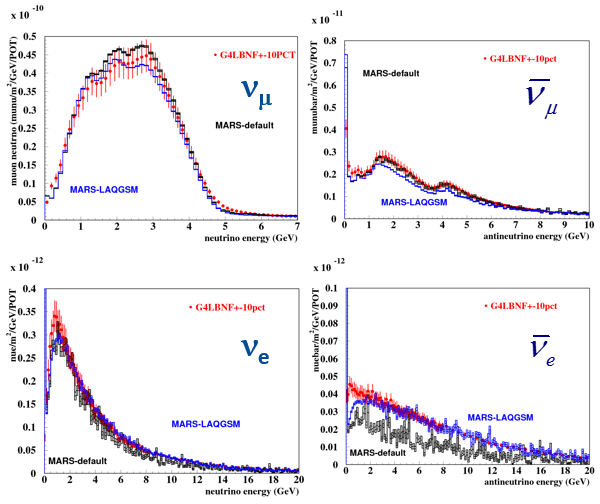 x 10 -10
muon neutrino (numu/m²/GeV/POT
0.5
0.45
0.4
0.35
0.3
0.25
0.2
0.15
0.1
0.05
0
G4LBNF+-10PCT
νμ
MARS-default
MARS-LAQGSM
0 1 2 3 4 5 6 7
neutrino energy (GeV)
x 10 -11
numubar/m²/GeV/POT
0.8
0.7
0.6
0.5
0.4
0.3
0.2
0.1
0
G4LBNF+-10pct
MARS-default
ν̅μ
MARS-LAQGSM
0 1 2 3 4 5 6 7 8 9 10
antineutrino energy (GeV)
x 10 -12
nue/m²/GeV/POT
0.4
0.35
0.3
0.25
0.2
0.15
0.1
0.05
0
G4LBNF+-10pct
νe
MARS-LAQGSM
MARS-default
0 2 4 6 8 10 12 14 16 18 20
neutrino energy (GeV)
x 10 -12
nuebar/m²/GeV/POT
0.1
0.09
0.08
0.07
0.06
0.05
0.04
0.03
0.02
0.01
0
G4LBNF+-10pct
ν̅e
MARS-LAQGSM
MARS-default
0 2 4 6 8 10 12 14 16 18 20
antineutrino energy (GeV)